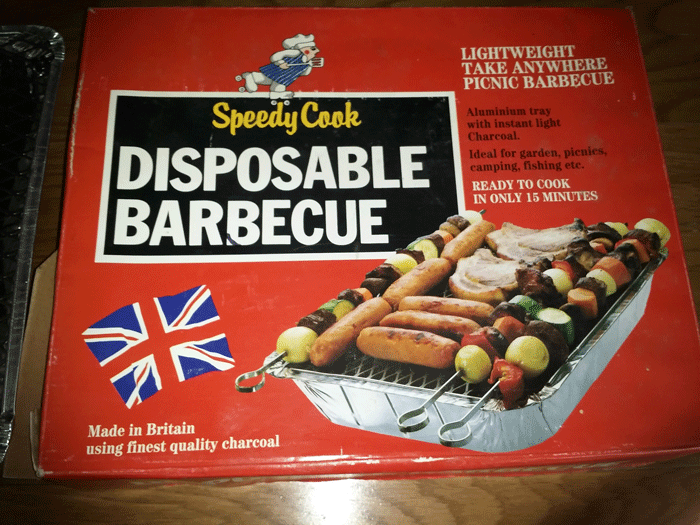 Speedy Cook
DISPOSABLE
BARBECUE
LIGHTWEIGHT
TAKE ANYWHERE
PICNIC BARBECUE
Aluminium tray
with instant light
Charcoal.
Ideal for garden, picnics,
camping, fishing etc.
READY TO COOK
IN ONLY 15 MINUTES
Made in Britain
using finest quality charcoal